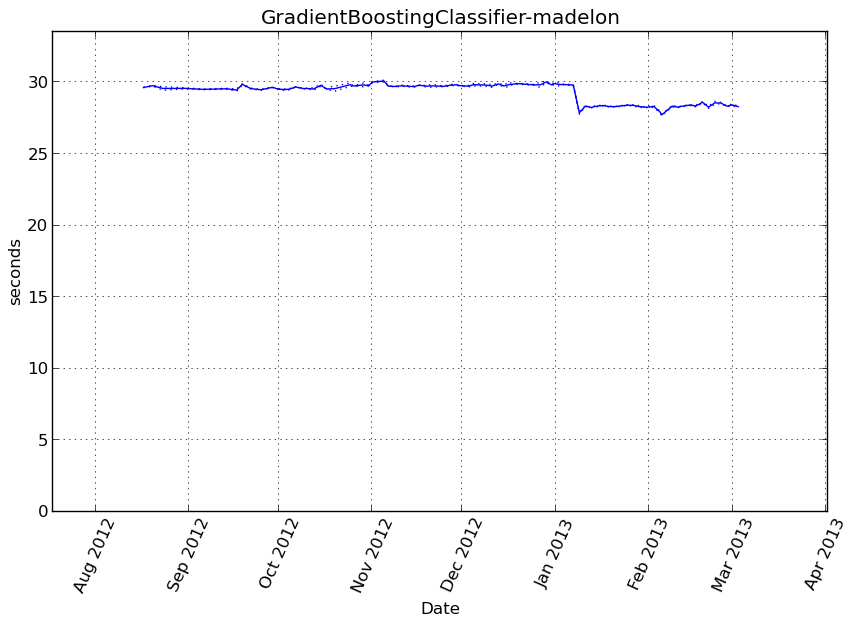 GradientBoostingClassifier-madelon
30
25
20
15
10
5
0
seconds
Aug 2012
Sep 2012
Oct 2012
Nov 2012
Dec 2012
Jan 2013
Feb 2013
Mar 2013
Apr 2013
Date